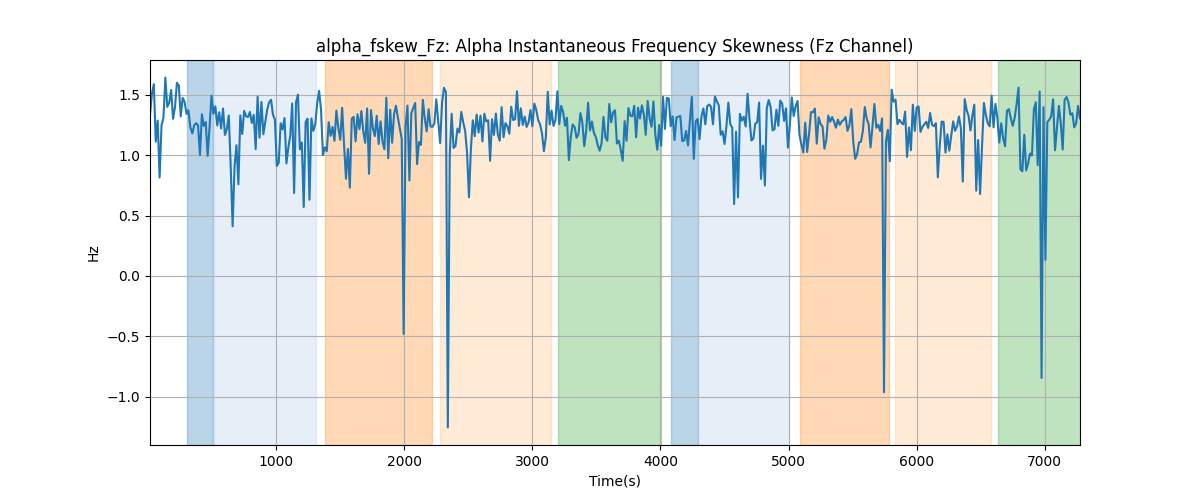 alpha_fskew_Fz: Alpha Instantaneous Frequency Skewness (Fz Channel)
1.5
1.0
0.5
0.0
−0.5
−1.0
Hz
1000 2000 3000 4000 5000 6000 7000
Time(s)